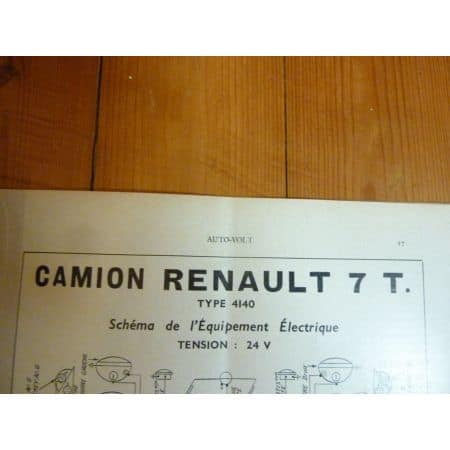 AUTO-VOLT
17
CAMION RENAULT 7 T.
TYPE 4140
Schéma de l'Équipement Électrique
TENSION : 24 V